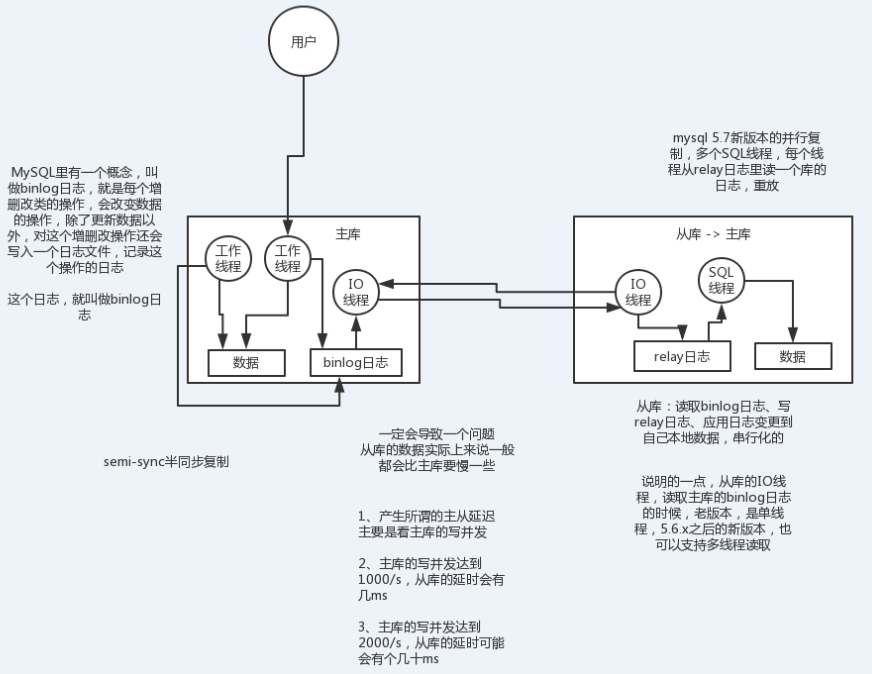 用户
MySQL里有一个概念，叫
做binlog日志，就是每个增
删改类的操作，会改变数据
的操作，除了更新数据以
外，对这个增删改操作还会
写入一个日志文件，记录这
个操作的日志
这个日志，就叫做binlog日
志
主库
工作
线程
工作
线程
IO
线程
数据
binlog日志
semi-sync半同步复制
一定会导致一个问题
从库的数据实际上来说一般
都会比主库要慢一些
1、产生所谓的主从延迟
主要是看主库的写并发
2、主库的写并发达到
1000/s，从库的延时会有
几ms
3、主库的写并发达到
2000/s，从库的延时可能
会有个几十ms
mysql 5.7新版本的并行复
制，多个SQL线程，每个线
程从relay日志里读一个库的
日志，重放
从库 -> 主库
IO
线程
SQL
线程
relay日志
数据
从库：读取binlog日志、写
relay日志、应用日志变更到
自己本地数据，串行化的
说明的一点，从库的IO线
程，读取主库的binlog日志
的时候，老版本，是单线
程，5.6.x之后的新版本，也
可以支持多线程读取